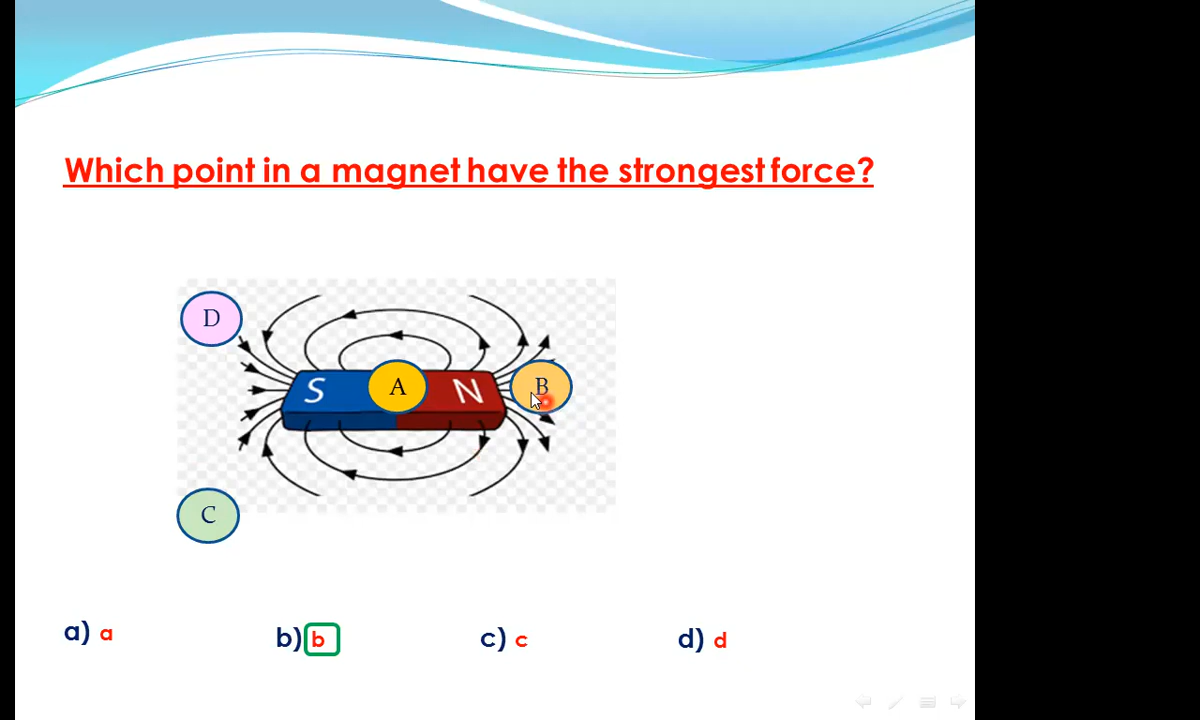 Which point in a magnet have the strongest force?
D
S
A
N
B
C
a) a
b) b
c) c
d) d